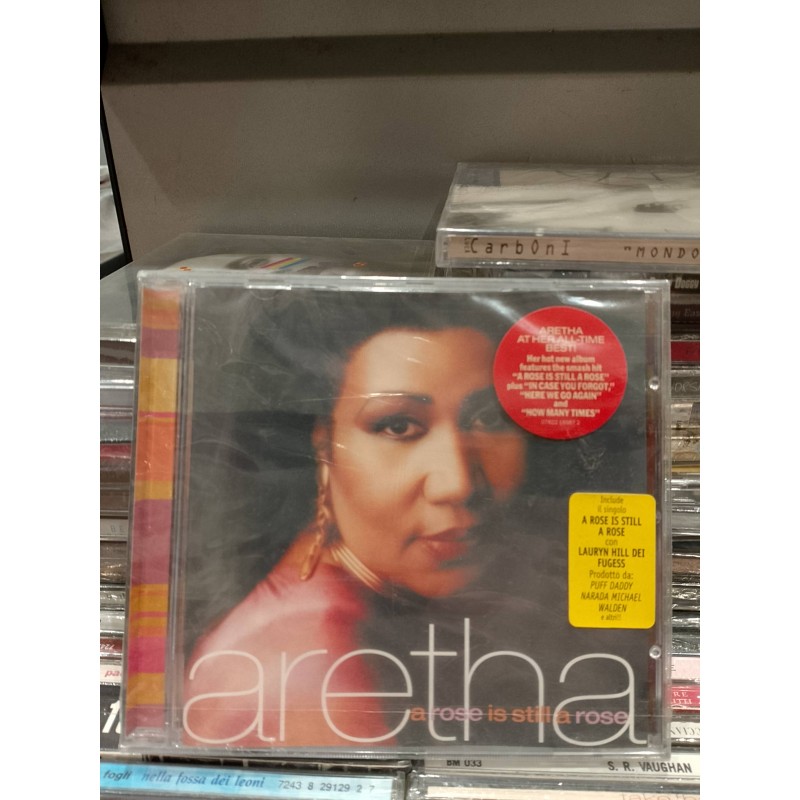 CarbOnI "MONDO
ARETHA
AT HER ALL-TIME
BEST!
Her hot new album
features the smash hit
"A ROSE IS STILL A ROSE"
plus "IN CASE YOU FORGOT,"
"HERE WE GO AGAIN"
and
"HOW MANY TIMES"
Include
il singolo
A ROSE IS STILL
A ROSE
con
LAURYN HILL DEI
FUGESS
Prodotto da:
PUFF DADDY
NARADA MICHAEL
WALDEN
e altri!!
aretha
a rose is still a rose
fogli nella fossa dei leoni 7243 8 29129 2 7
BM 033
S. R. VAUGHAN